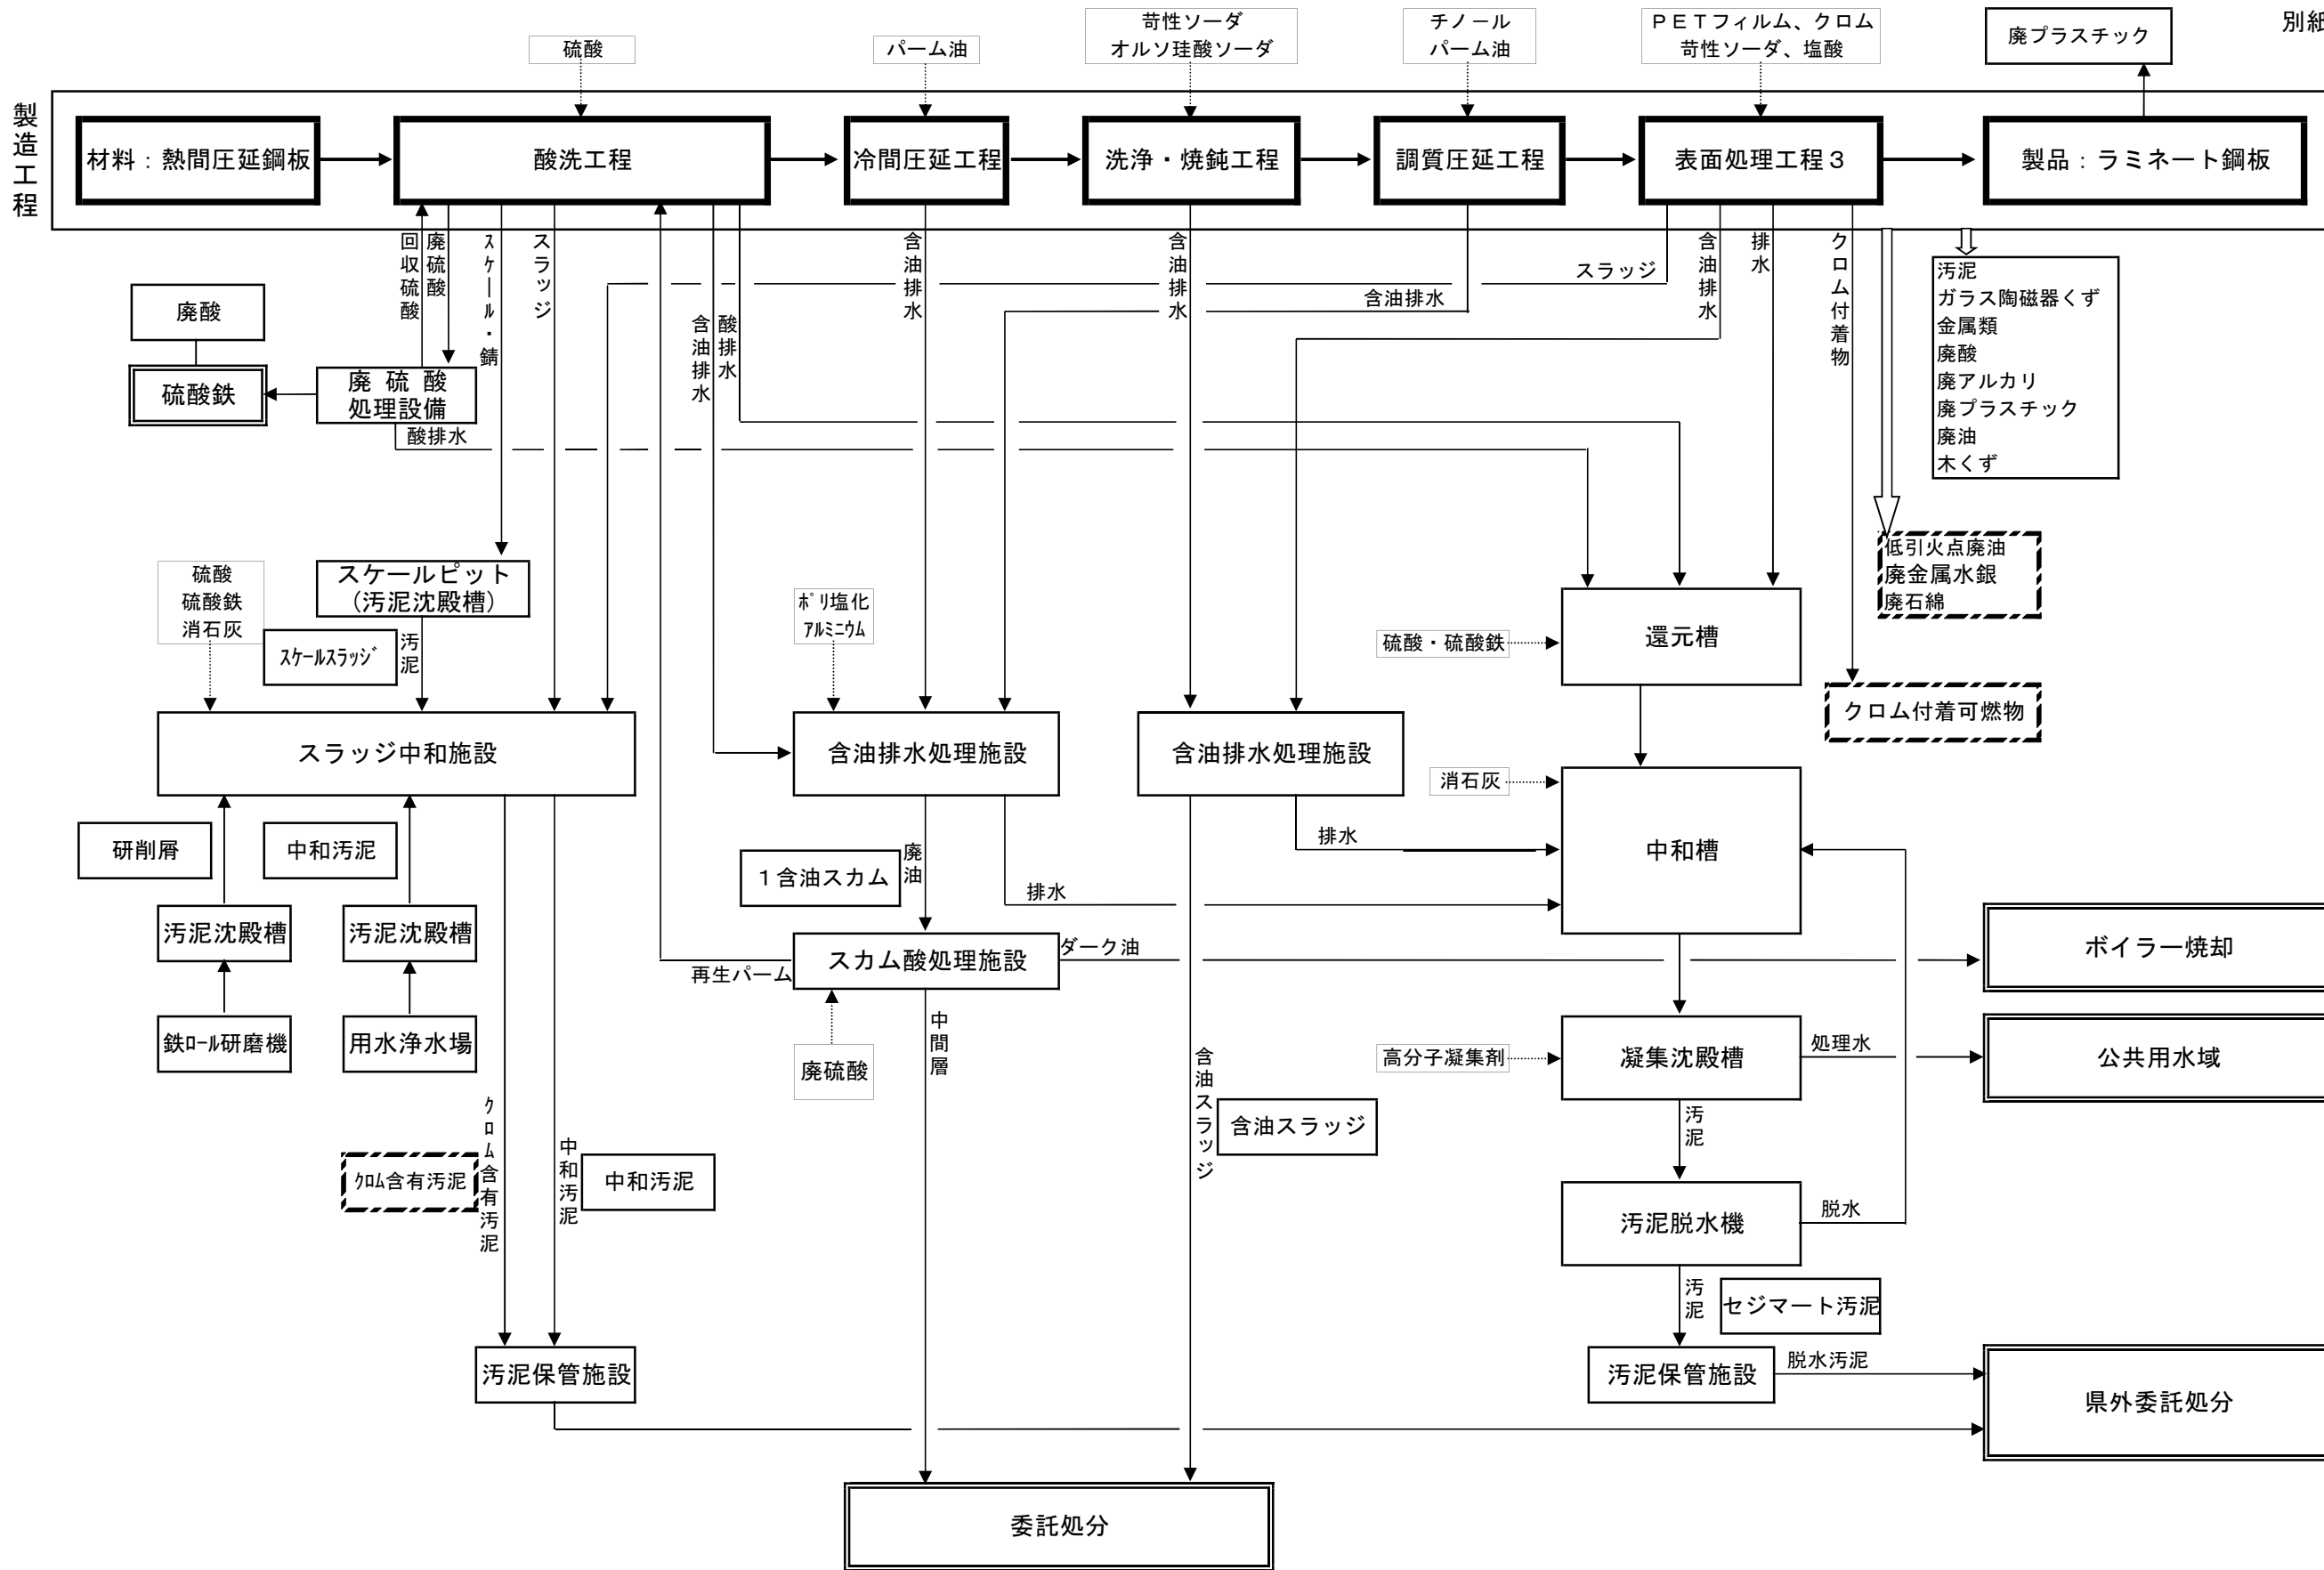 別紙
硫酸
パーム油
苛性ソーダ
オルソ珪酸ソーダ
チノール
パーム油
ＰＥＴフィルム、クロム
苛性ソーダ、塩酸
廃プラスチック
製造工程
材料：熱間圧延鋼板
酸洗工程
冷間圧延工程
洗浄・焼鈍工程
調質圧延工程
表面処理工程３
製品：ラミネート鋼板
回収硫酸
廃硫酸
ｽｹｰﾙ・錆
スラッジ
含油排水
酸排水
含油排水
含油排水
含油排水
スラッジ
含油排水
排水
クロム付着物
汚泥
ガラス陶磁器くず
金属類
廃酸
廃アルカリ
廃プラスチック
廃油
木くず
廃酸
硫酸鉄
廃硫酸
処理設備
酸排水
低引火点廃油
廃金属水銀
廃石綿
硫酸
硫酸鉄
消石灰
スケールピット
（汚泥沈殿槽）
ｽｹｰﾙｽﾗｯｼﾞ
汚泥
ﾎﾟﾘ塩化
ｱﾙﾐﾆｳﾑ
硫酸・硫酸鉄
還元槽
クロム付着可燃物
スラッジ中和施設
含油排水処理施設
含油排水処理施設
消石灰
中和槽
研削屑
中和汚泥
１含油スカム
廃油
排水
排水
汚泥沈殿槽
汚泥沈殿槽
スカム酸処理施設
再生パーム
ダーク油
ボイラー焼却
鉄ﾛｰﾙ研磨機
用水浄水場
廃硫酸
中間層
高分子凝集剤
凝集沈殿槽
処理水
公共用水域
ｸﾛﾑ含有汚泥
ｸﾛﾑ含有汚泥
中和汚泥
中和汚泥
含油スラッジ
含油スラッジ
汚泥
汚泥脱水機
脱水
汚泥
セジマート汚泥
汚泥保管施設
汚泥保管施設
脱水汚泥
県外委託処分
委託処分